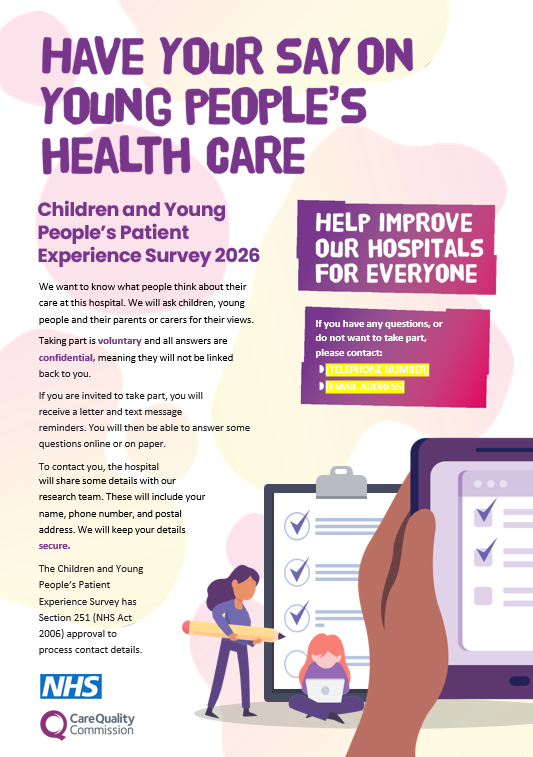 HAVE YOUR SAY ON
YOUNG PEOPLE'S
HEALTH CARE
Children and Young
People's Patient
Experience Survey 2026
We want to know what people think about their
care at this hospital. We will ask children, young
people and their parents or carers for their views.
Taking part is voluntary and all answers are
confidential, meaning they will not be linked
back to you.
If you are invited to take part, you will
receive a letter and text message
reminders. You will then be able to answer some
questions online or on paper.
To contact you, the hospital
will share some details with our
research team. These will include your
name, phone number, and postal
address. We will keep your details
secure.
The Children and Young
People's Patient
Experience Survey has
Section 251 (NHS Act
2006) approval to
process contact details.
NHS
CareQuality
Commission
HELP IMPROVE
OUR HOSPITALS
FOR EVERYONE
If you have any questions, or
do not want to take part,
please contact:
[TELEPHONE NUMBER]
[EMAIL ADDRESS]